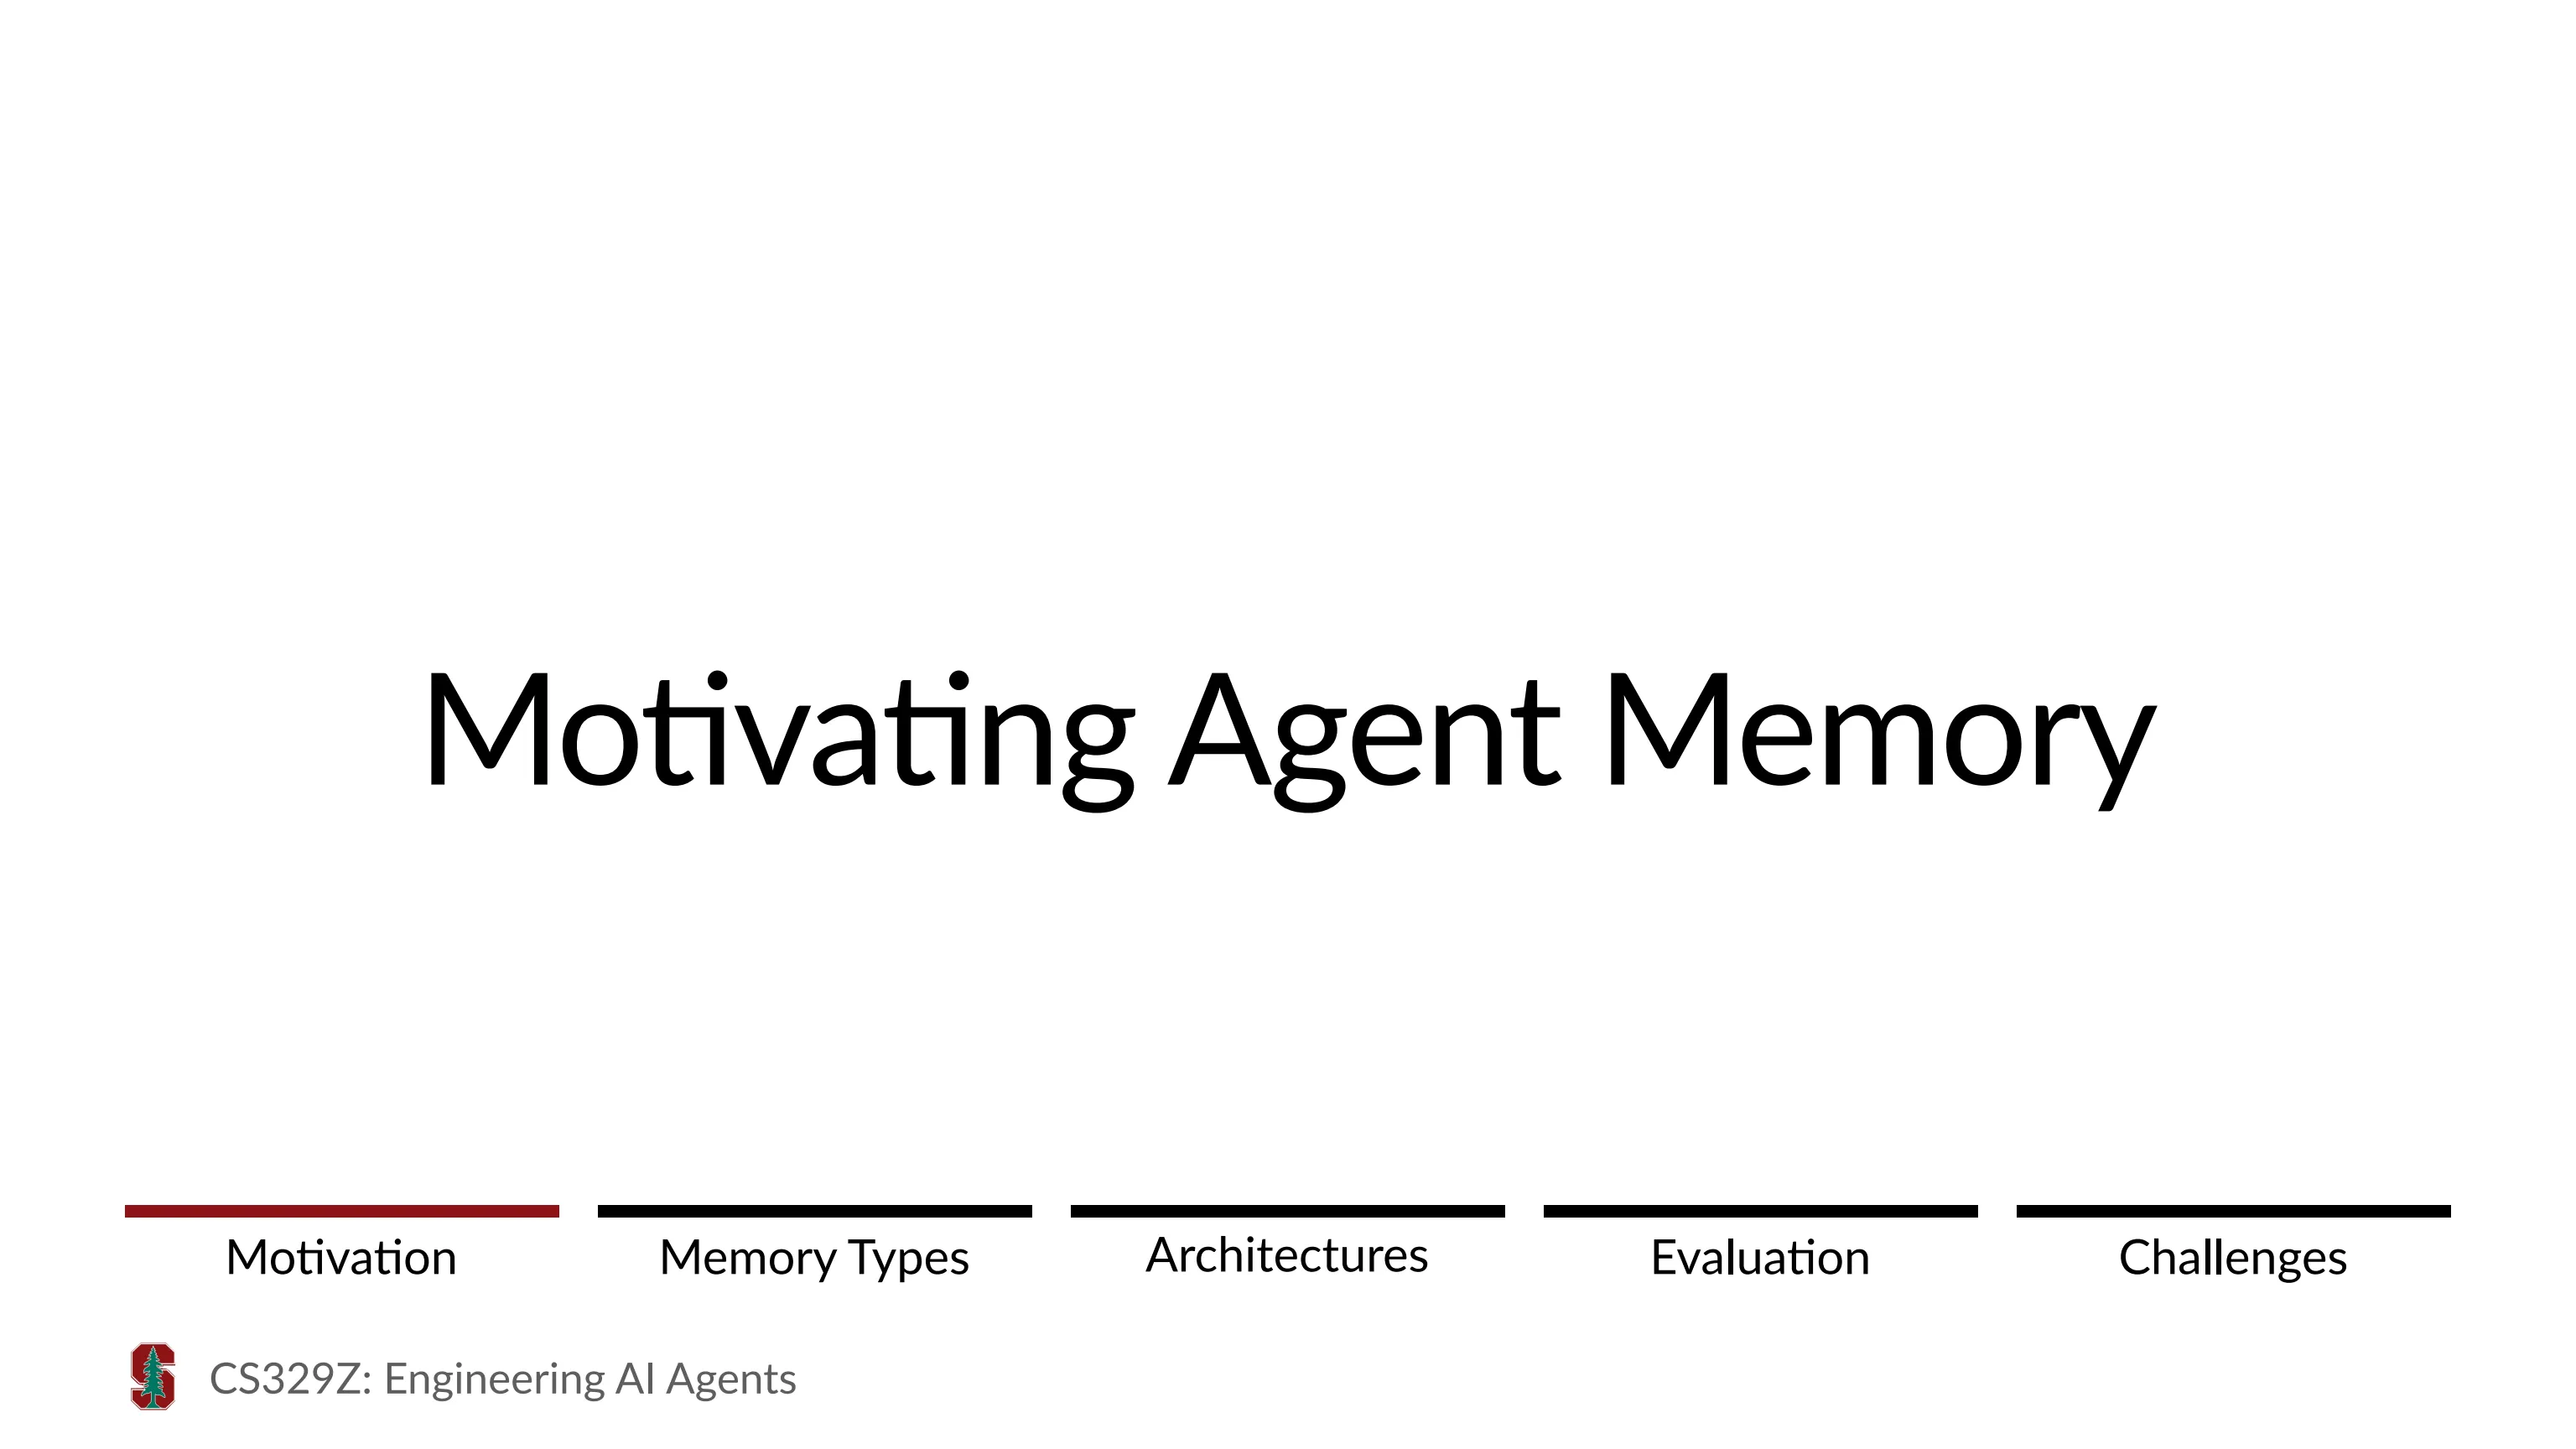 Motivating Agent Memory
Motivation
Memory Types
Architectures
Evaluation
Challenges
CS329Z: Engineering AI Agents